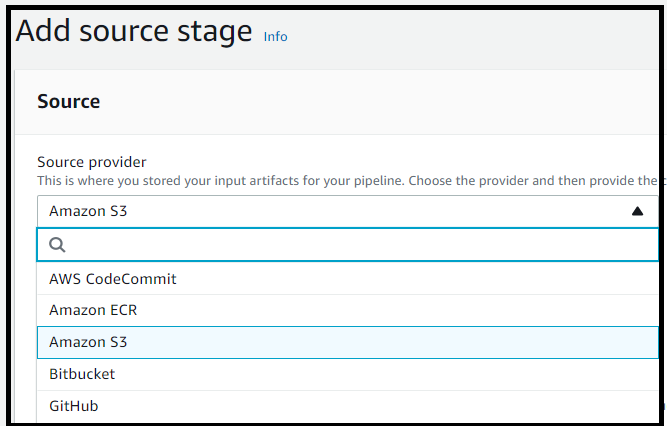 Add source stage Info
Source
Source provider
This is where you stored your input artifacts for your pipeline. Choose the provider and then provide the
Amazon S3
AWS CodeCommit
Amazon ECR
Amazon S3
Bitbucket
GitHub